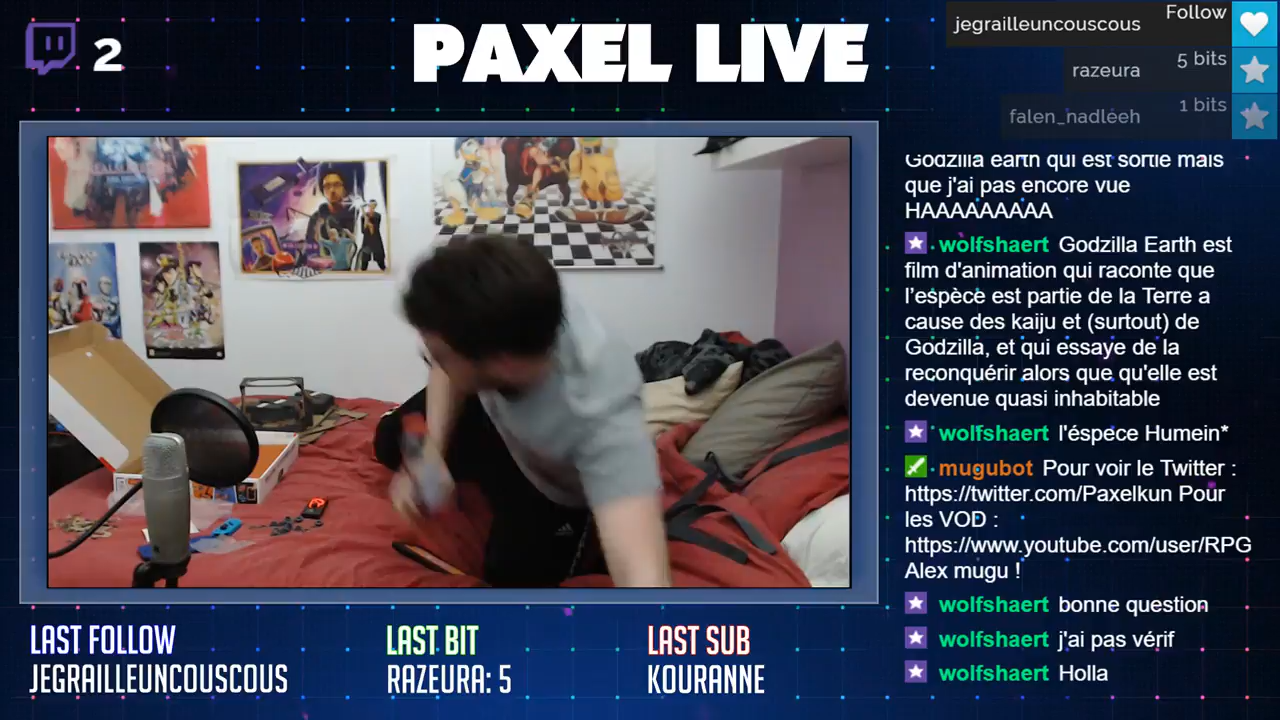 2
PAXEL LIVE
jegrailleuncouscous Follow
razeura 5 bits
falen_nadleeh 1 bits
Godzilla earth qui est sortie mais
que j'ai pas encore vue
HAAAAAAAAA
wolfshaert Godzilla Earth est
film d'animation qui raconte que
l'espèce est partie de la Terre a
cause des kaiju et (surtout) de
Godzilla, et qui essaye de la
reconquérir alors que qu'elle est
devenue quasi inhabitable
wolfshaert l'éspèce Humein*
mugubot Pour voir le Twitter :
https://twitter.com/Paxelkun Pour
les VOD :
https://www.youtube.com/user/RPG
Alex mugu !
wolfshaert bonne question
wolfshaert j'ai pas vérif
wolfshaert Holla
LAST FOLLOW
JEGRAILLEUNCOUSCOUS
LAST BIT
RAZEURA: 5
LAST SUB
KOURANNE